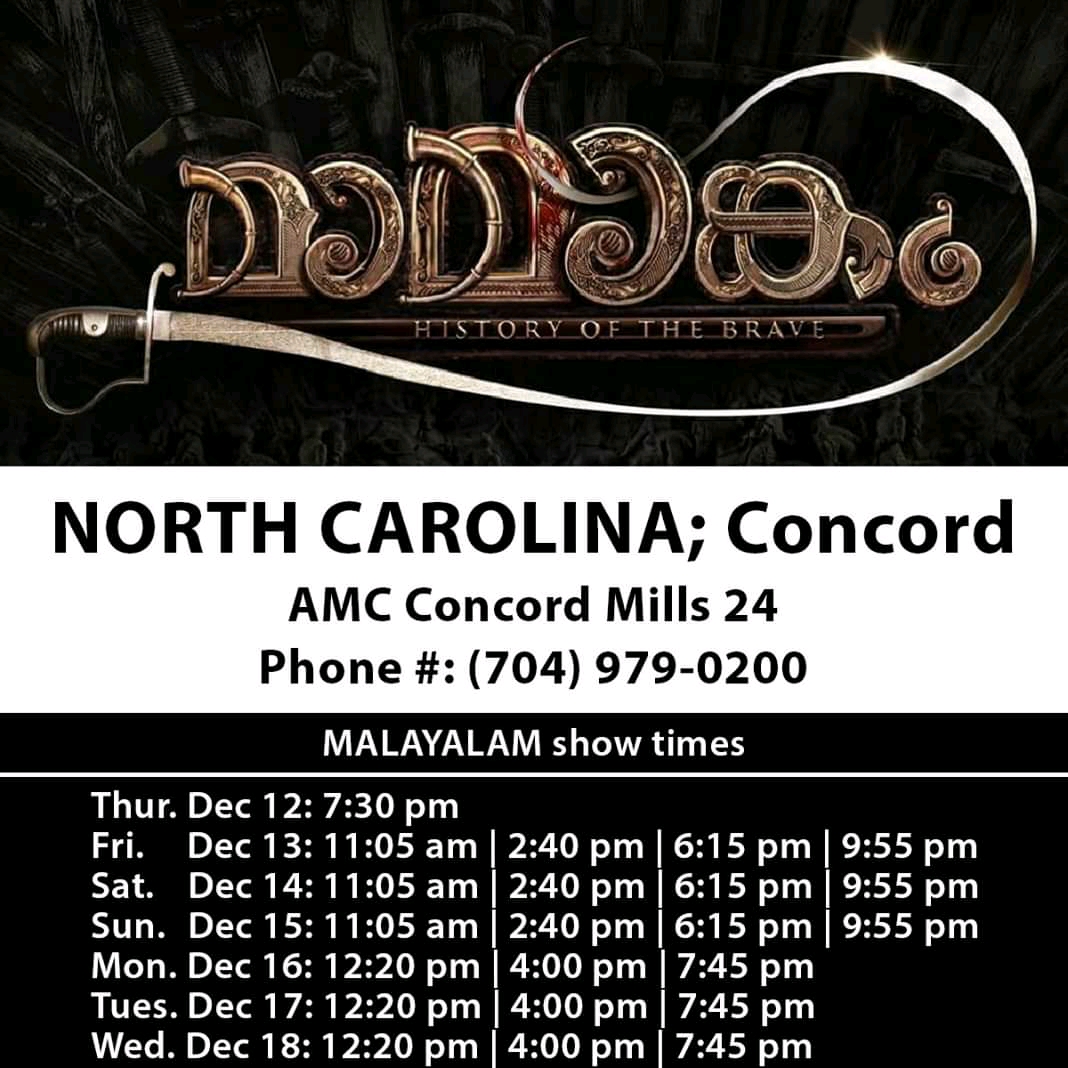 മാമാങ്കം
HISTORY OF THE BRAVE
NORTH CAROLINA; Concord
AMC Concord Mills 24
Phone #: (704) 979-0200
MALAYALAM show times
Thur. Dec 12: 7:30 pm
Fri. Dec 13: 11:05 am | 2:40 pm | 6:15 pm | 9:55 pm
Sat. Dec 14: 11:05 am | 2:40 pm | 6:15 pm | 9:55 pm
Sun. Dec 15: 11:05 am | 2:40 pm | 6:15 pm | 9:55 pm
Mon. Dec 16: 12:20 pm | 4:00 pm | 7:45 pm
Tues. Dec 17: 12:20 pm | 4:00 pm | 7:45 pm
Wed. Dec 18: 12:20 pm | 4:00 pm | 7:45 pm